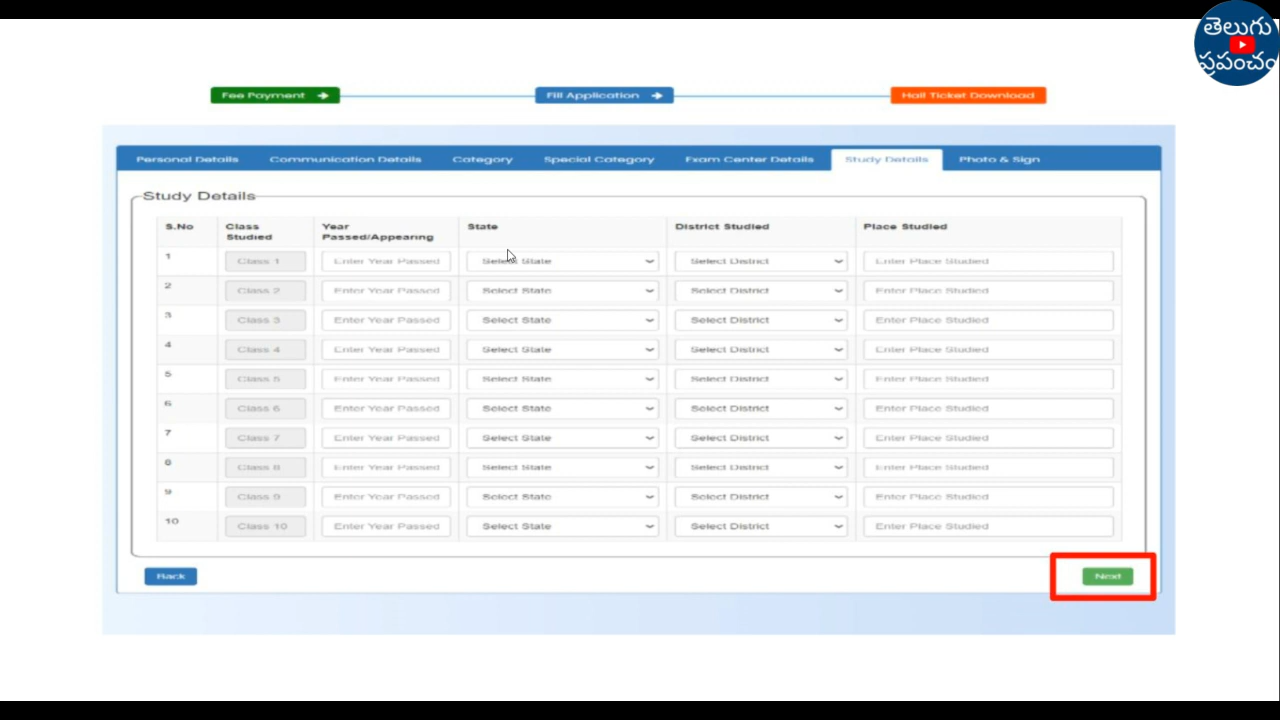 తెలుగు
ప్రపంచం
Fee Payment
Fill Application
Hall Ticket Download
Personal Details Communication Details Category Special Category Exam Center Details Study Details Photo & Sign
Study Details
S.No Class Studied Year Passed/Appearing State District Studied Place Studied
1 Class 1 Enter Year Passed Select State Select District Enter Place Studied
2 Class 2 Enter Year Passed Select State Select District Enter Place Studied
3 Class 3 Enter Year Passed Select State Select District Enter Place Studied
4 Class 4 Enter Year Passed Select State Select District Enter Place Studied
5 Class 5 Enter Year Passed Select State Select District Enter Place Studied
6 Class 6 Enter Year Passed Select State Select District Enter Place Studied
7 Class 7 Enter Year Passed Select State Select District Enter Place Studied
8 Class 8 Enter Year Passed Select State Select District Enter Place Studied
9 Class 9 Enter Year Passed Select State Select District Enter Place Studied
10 Class 10 Enter Year Passed Select State Select District Enter Place Studied
Back Next